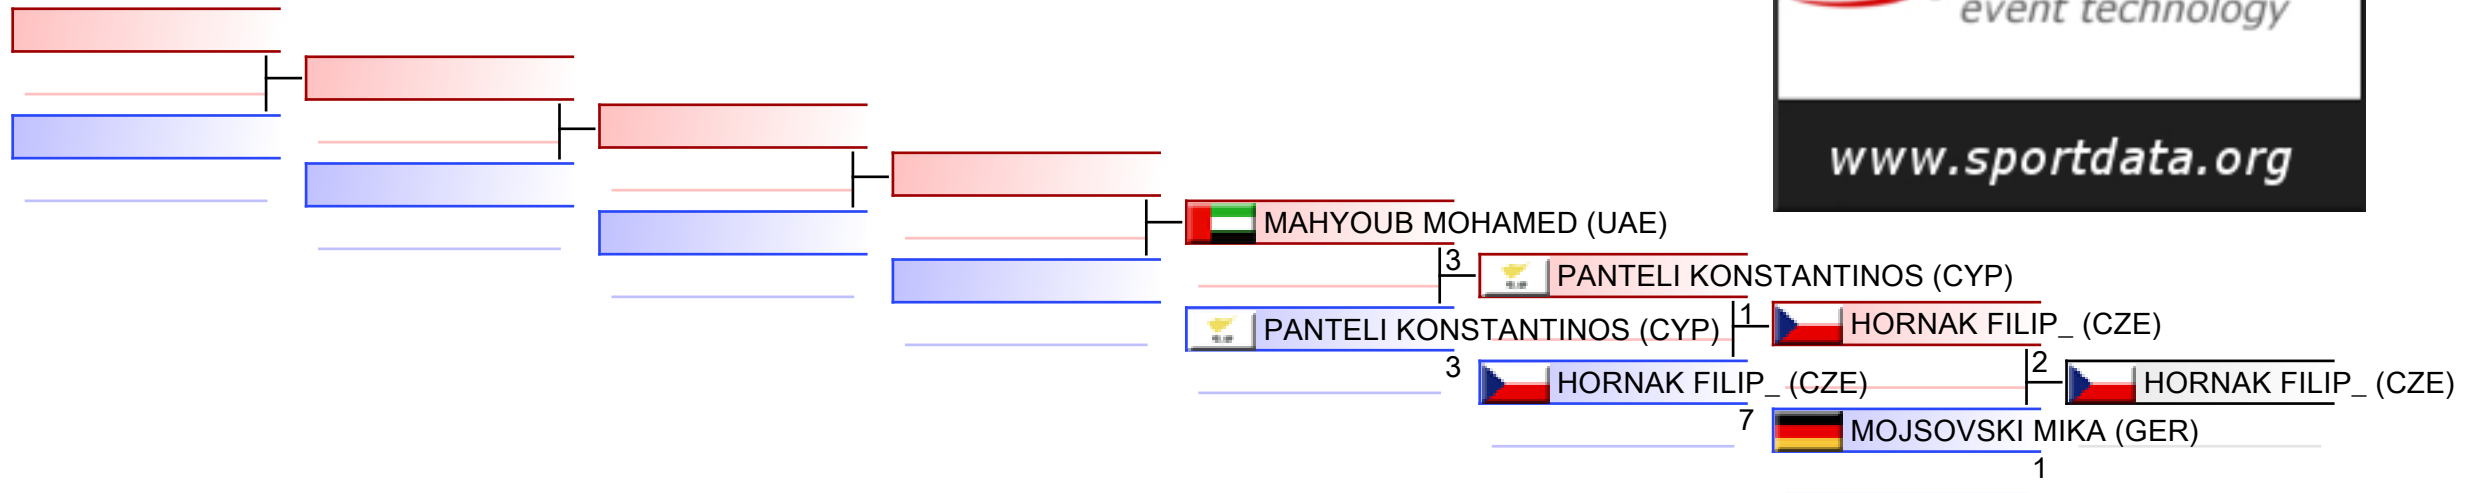 event technology
www.sportdata.org
MAHYOUB MOHAMED (UAE)
3
PANTELI KONSTANTINOS (CYP)
PANTELI KONSTANTINOS (CYP)
3
1
HORNAK FILIP_ (CZE)
HORNAK FILIP_ (CZE)
7
2
HORNAK FILIP_ (CZE)
MOJSOVSKI MIKA (GER)
1